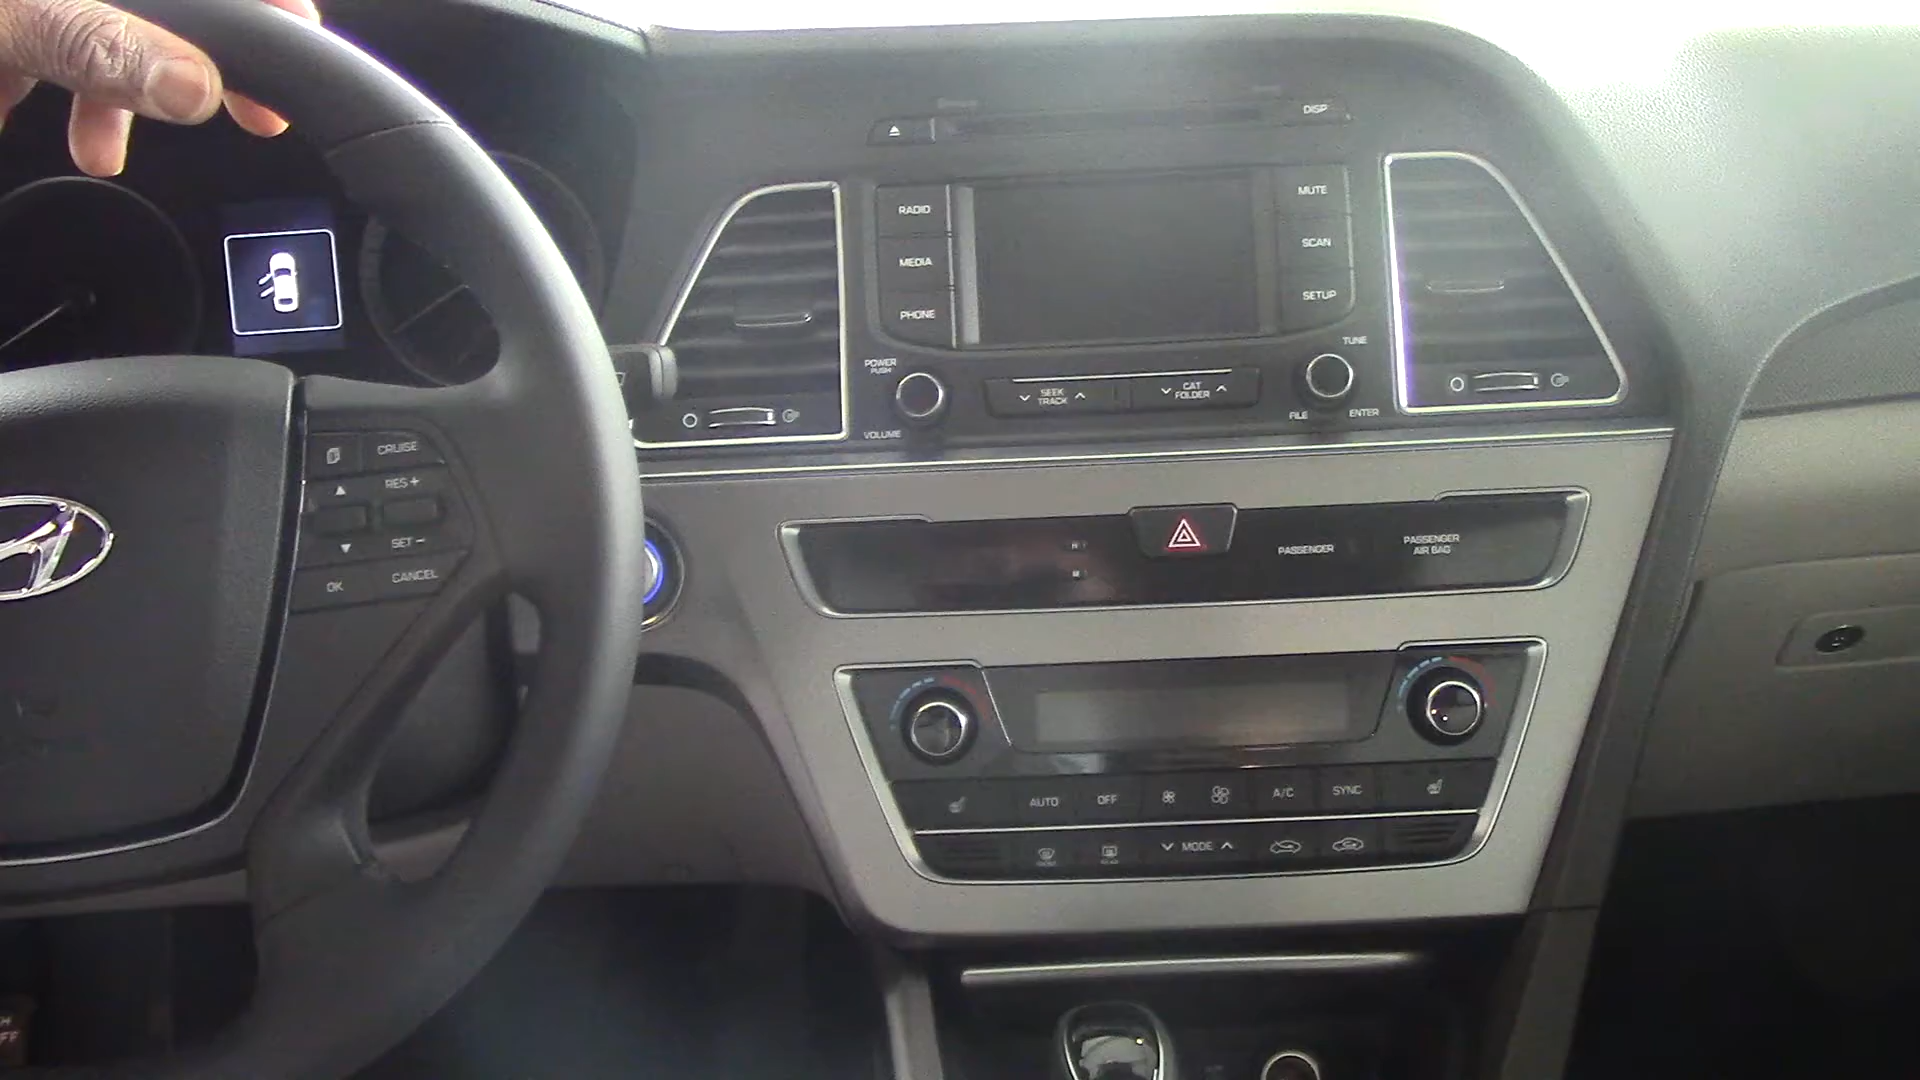 DISP
RADIO
MUTE
MEDIA
SCAN
PHONE
SETUP
POWER
PUSH
TUNE
SEEK
TRACK
CAT
FOLDER
VOLUME
FILE
ENTER
CRUISE
RES +
SET −
OK
CANCEL
PASSENGER
PASSENGER
AIR BAG
AUTO
OFF
A/C
SYNC
MODE